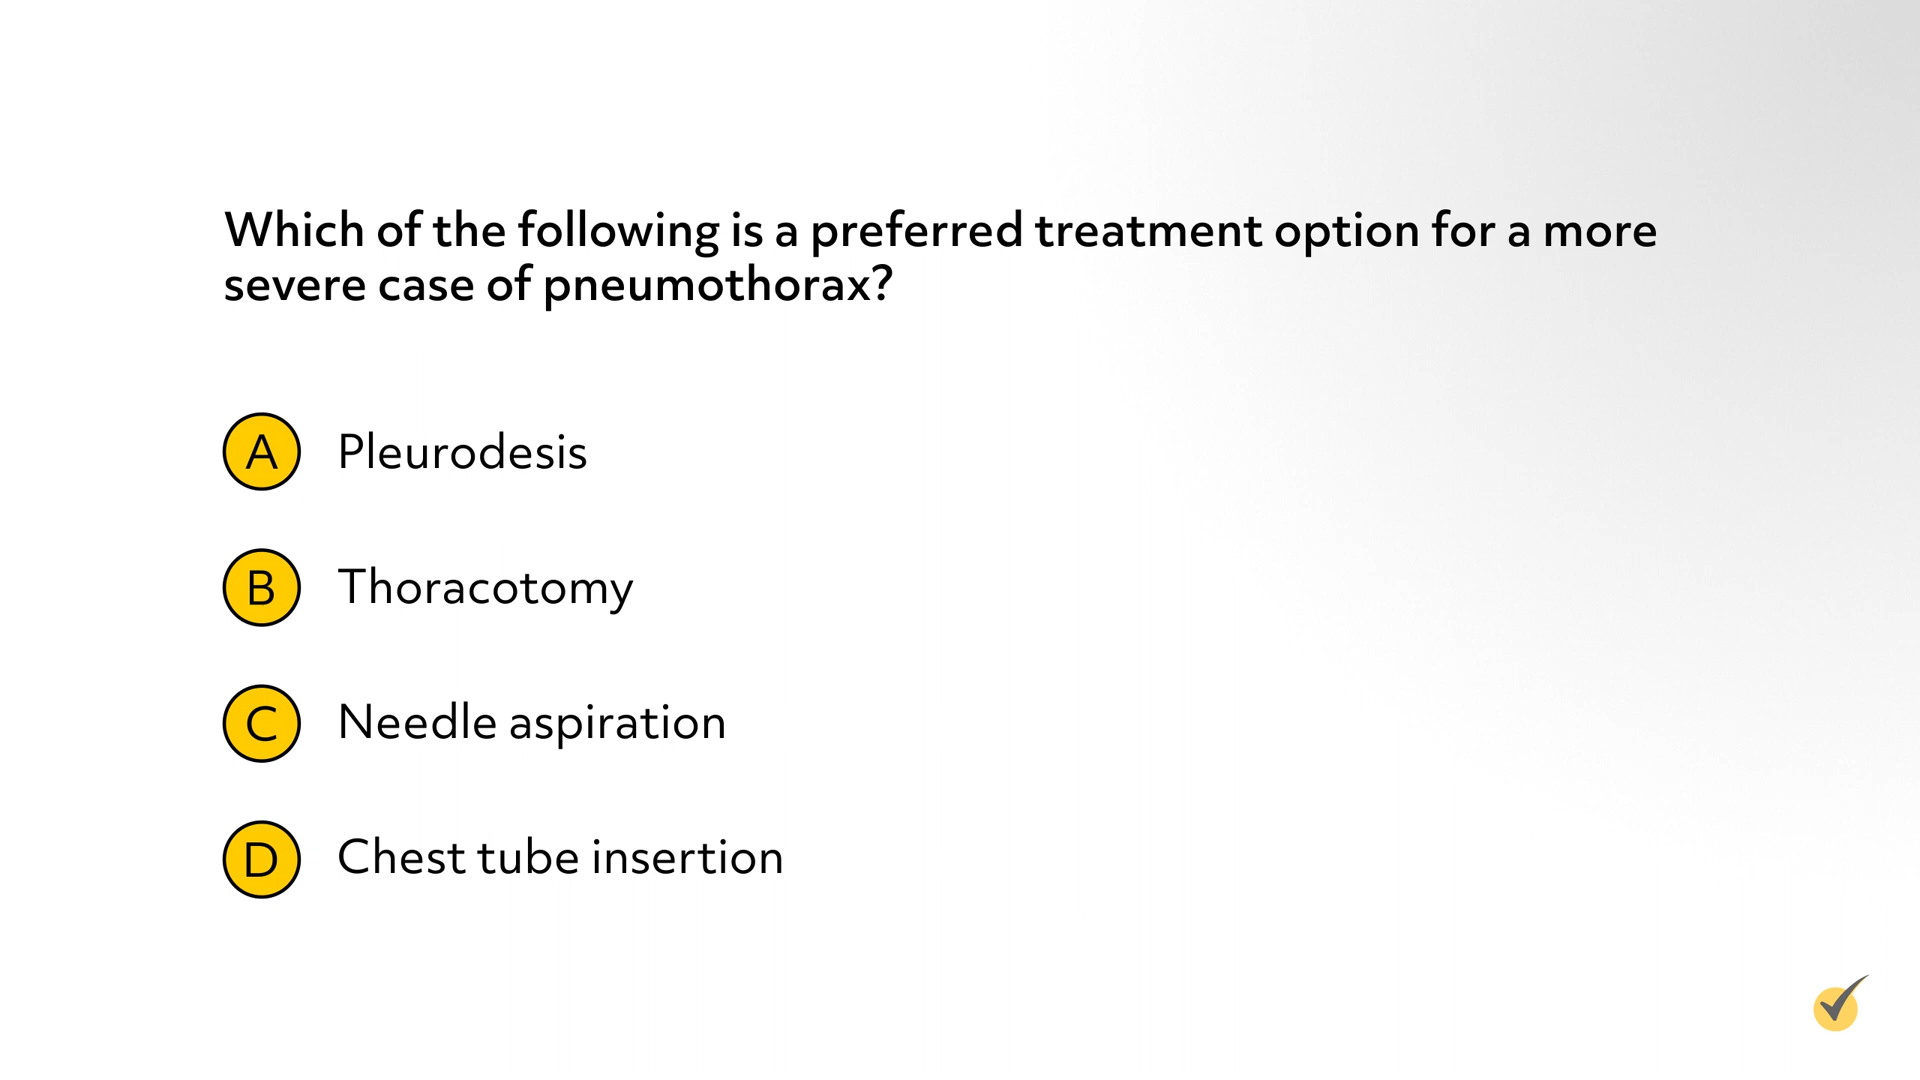 Which of the following is a preferred treatment option for a more
severe case of pneumothorax?
A Pleurodesis
B Thoracotomy
C Needle aspiration
D Chest tube insertion